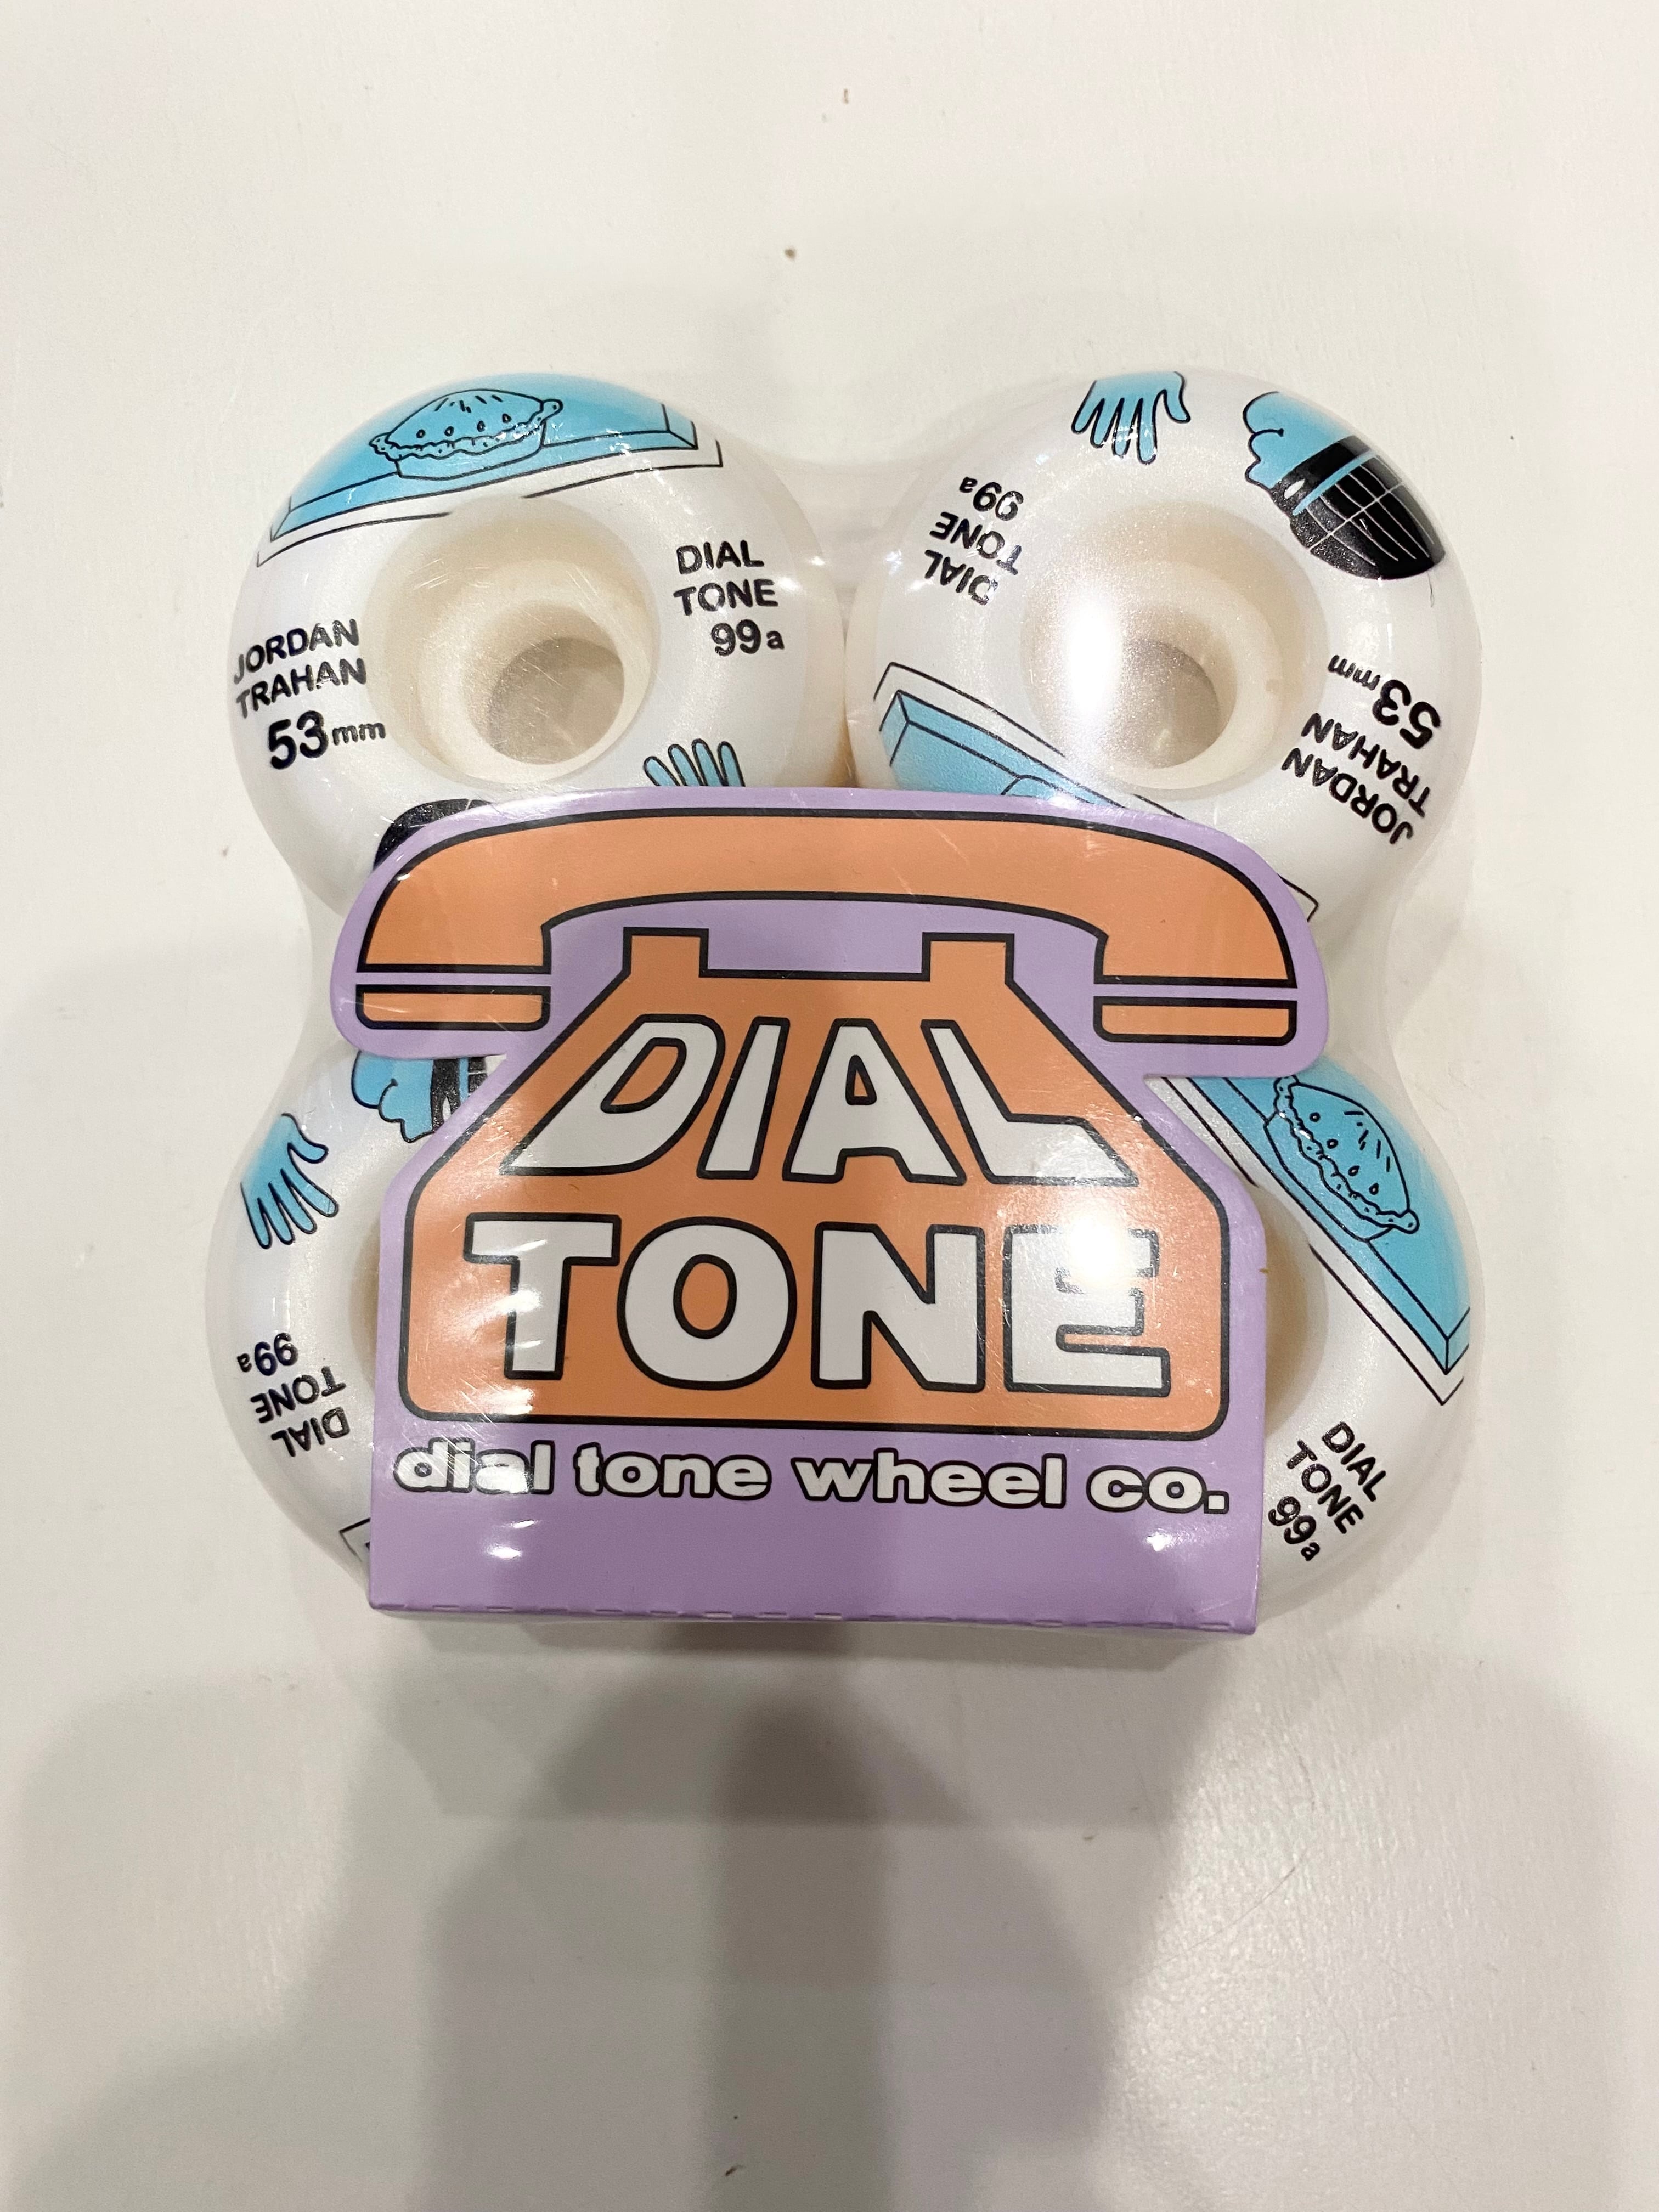 JORDAN
TRAHAN
53mm
DIAL
TONE
99a
DIAL
TONE
99a
JORDAN
TRAHAN
53mm
DIAL
TONE
dial tone wheel co.
DIAL
TONE
99a
DIAL
TONE
99a